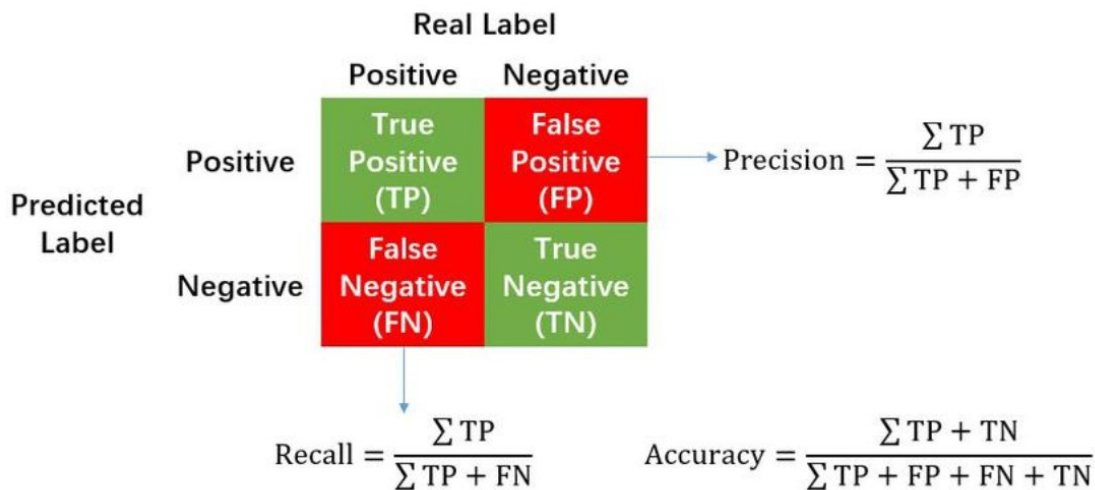 Real Label
Positive Negative
True Positive (TP)
False Positive (FP)
Positive
Precision = ∑ TP / ∑ TP + FP
Predicted Label
False Negative (FN)
True Negative (TN)
Negative
Recall = ∑ TP / ∑ TP + FN
Accuracy = ∑ TP + TN / ∑ TP + FP + FN + TN